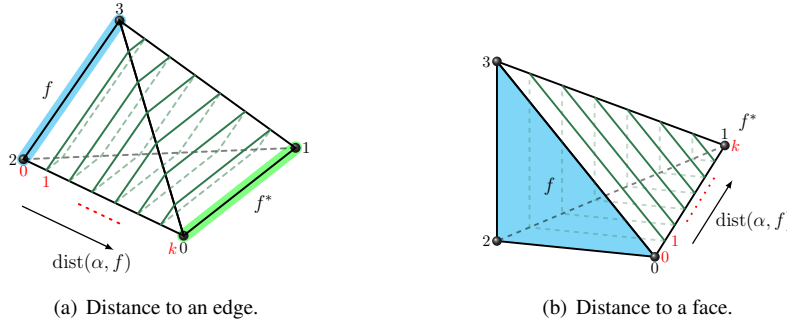 3
f
2
0
1
1
f*
k
0
dist(α, f)
(a) Distance to an edge.
3
1
f*
k
f
dist(α, f)
2
1
0
0
(b) Distance to a face.